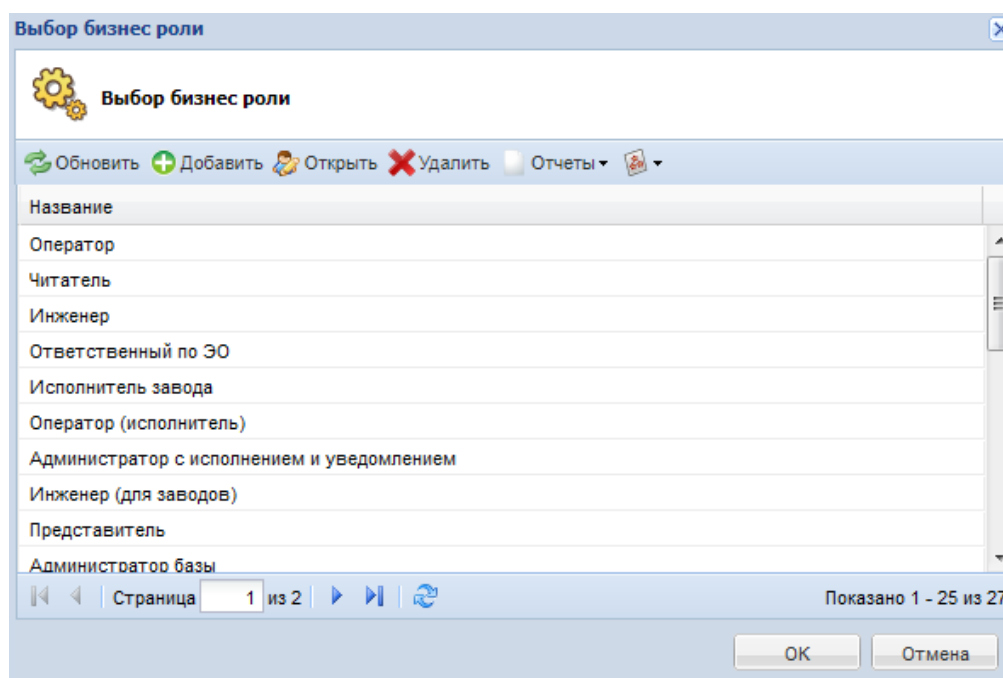 Выбор бизнес роли
Выбор бизнес роли
Обновить Добавить Открыть Удалить Отчеты
Название
Оператор
Читатель
Инженер
Ответственный по ЭО
Исполнитель завода
Оператор (исполнитель)
Администратор с исполнением и уведомлением
Инженер (для заводов)
Представитель
Администратор базы
Страница 1 из 2 Показано 1 - 25 из 27
OK Отмена